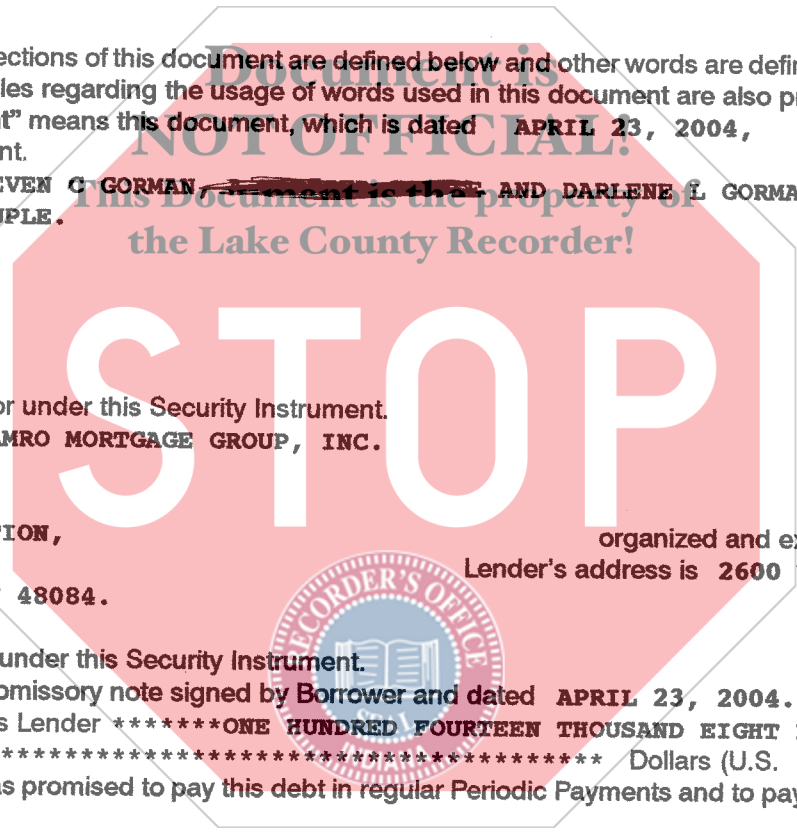 ections of this document are defined below and other words are defin
Document is
les regarding the usage of words used in this document are also p
t" means this document, which is dated APRIL 23, 2004,
NOT OFFICIAL!
nt.
EVEN C GORMAN, AND DARLENE L GORMA
This Document is the property of
UPLE.
the Lake County Recorder!
STOP
or under this Security Instrument.
AMRO MORTGAGE GROUP, INC.
TION,
organized and ex
Lender's address is 2600
48084.
RECORDER'S OFFICE
under this Security Instrument.
omissory note signed by Borrower and dated APRIL 23, 2004.
s Lender *******ONE HUNDRED FOURTEEN THOUSAND EIGHT
***************************************** Dollars (U.S.
INDIANA
as promised to pay this debt in regular Periodic Payments and to pay